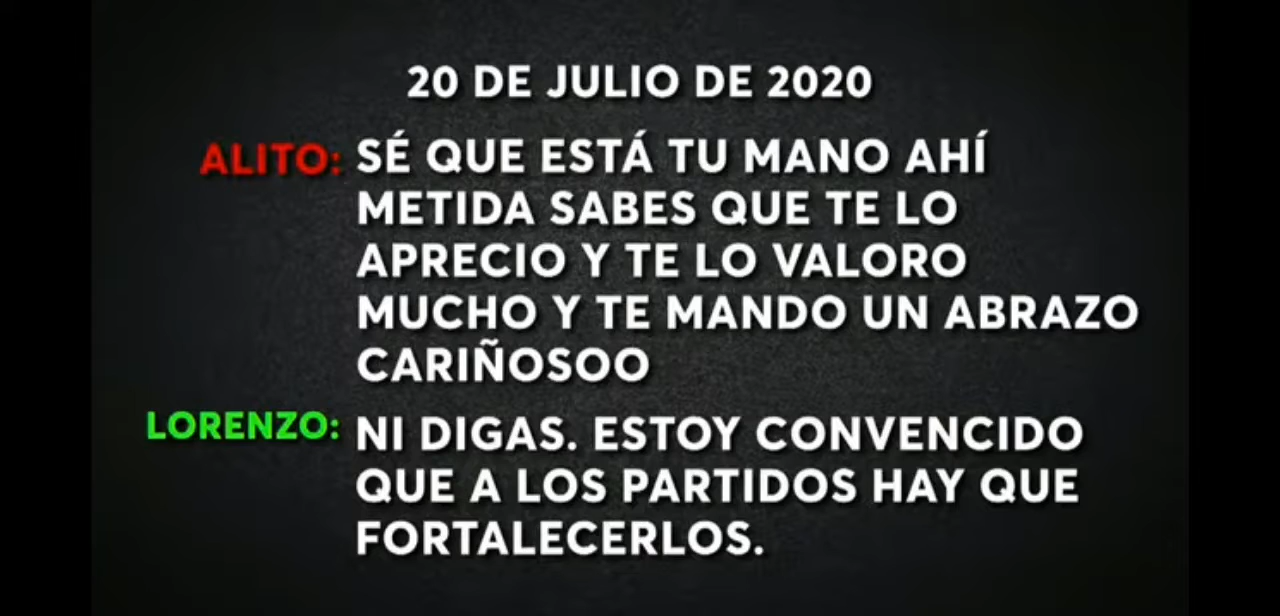 20 DE JULIO DE 2020
ALITO: SÉ QUE ESTÁ TU MANO AHÍ
METIDA SABES QUE TE LO
APRECIO Y TE LO VALORO
MUCHO Y TE MANDO UN ABRAZO
CARIÑOSOO
LORENZO: NI DIGAS. ESTOY CONVENCIDO
QUE A LOS PARTIDOS HAY QUE
FORTALECERLOS.